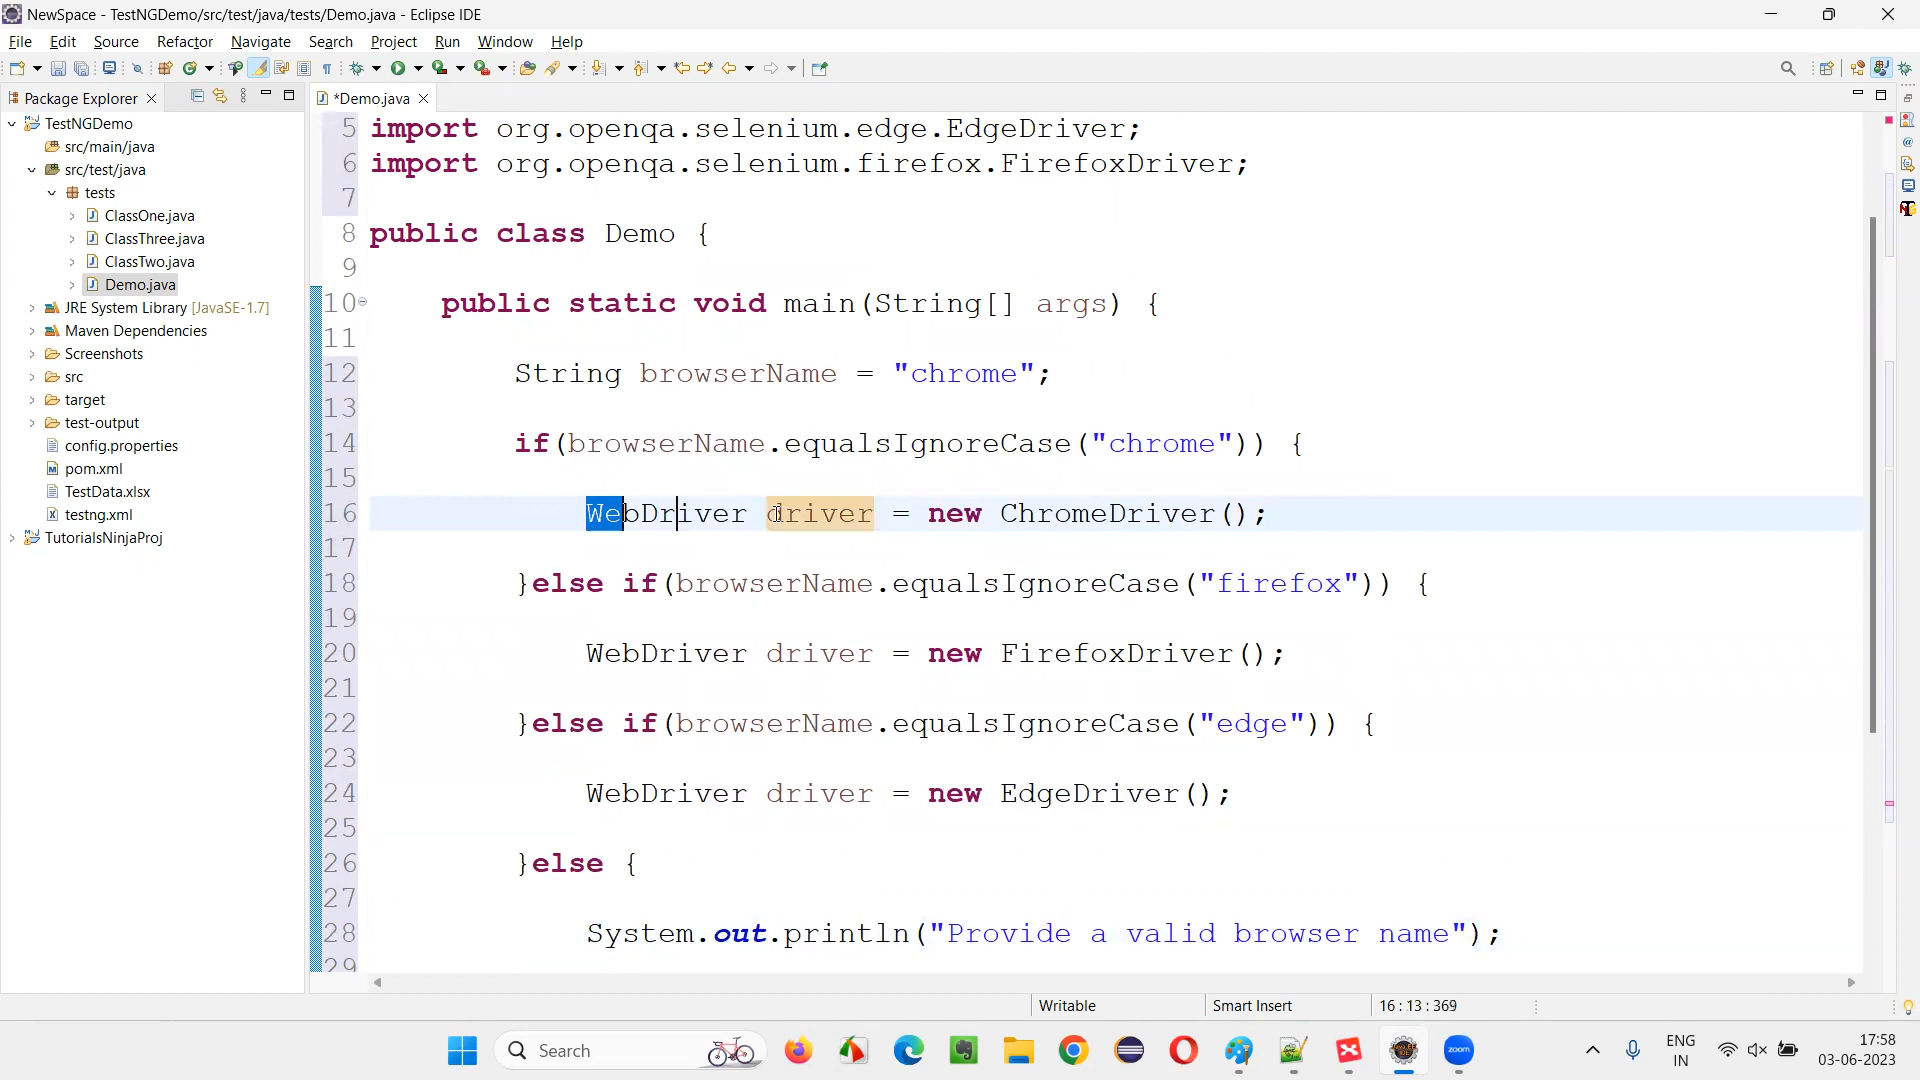 NewSpace - TestNGDemo/src/test/java/tests/Demo.java - Eclipse IDE
File Edit Source Refactor Navigate Search Project Run Window Help
Package Explorer
*Demo.java
TestNGDemo
src/main/java
src/test/java
tests
ClassOne.java
ClassThree.java
ClassTwo.java
Demo.java
JRE System Library [JavaSE-1.7]
Maven Dependencies
Screenshots
src
target
test-output
config.properties
pom.xml
TestData.xlsx
testng.xml
TutorialsNinjaProj
5 import org.openqa.selenium.edge.EdgeDriver;
6 import org.openqa.selenium.firefox.FirefoxDriver;
7
8 public class Demo {
9
10 public static void main(String[] args) {
11
12 String browserName = "chrome";
13
14 if(browserName.equalsIgnoreCase("chrome")) {
15
16 WebDriver driver = new ChromeDriver();
17
18 }else if(browserName.equalsIgnoreCase("firefox")) {
19
20 WebDriver driver = new FirefoxDriver();
21
22 }else if(browserName.equalsIgnoreCase("edge")) {
23
24 WebDriver driver = new EdgeDriver();
25
26 }else {
27
28 System.out.println("Provide a valid browser name");
29
Writable Smart Insert 16 : 13 : 369
Search
zoom
ENG
IN
17:58
03-06-2023